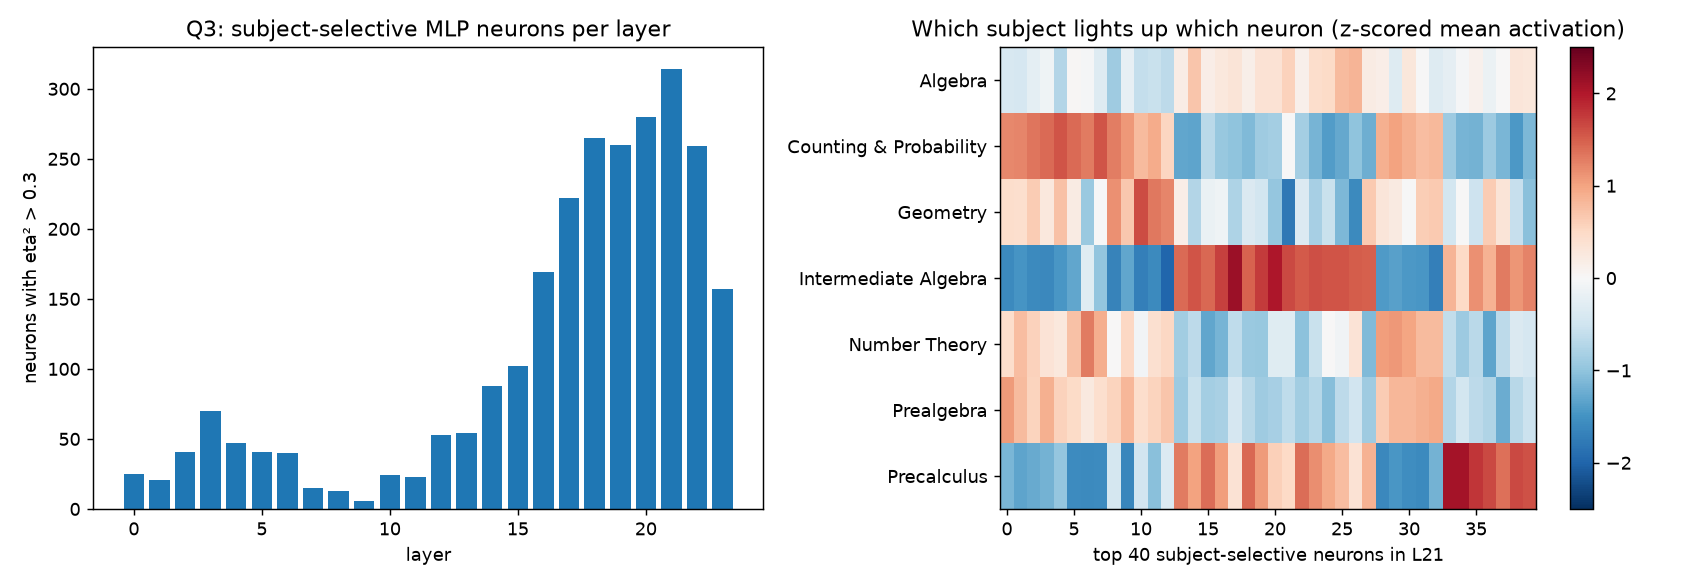 Q3: subject-selective MLP neurons per layer
neurons with eta² > 0.3
300
250
200
150
100
50
0
0 5 10 15 20
layer
Which subject lights up which neuron (z-scored mean activation)
Algebra
Counting & Probability
Geometry
Intermediate Algebra
Number Theory
Prealgebra
Precalculus
0 5 10 15 20 25 30 35
top 40 subject-selective neurons in L21
2
1
0
−1
−2